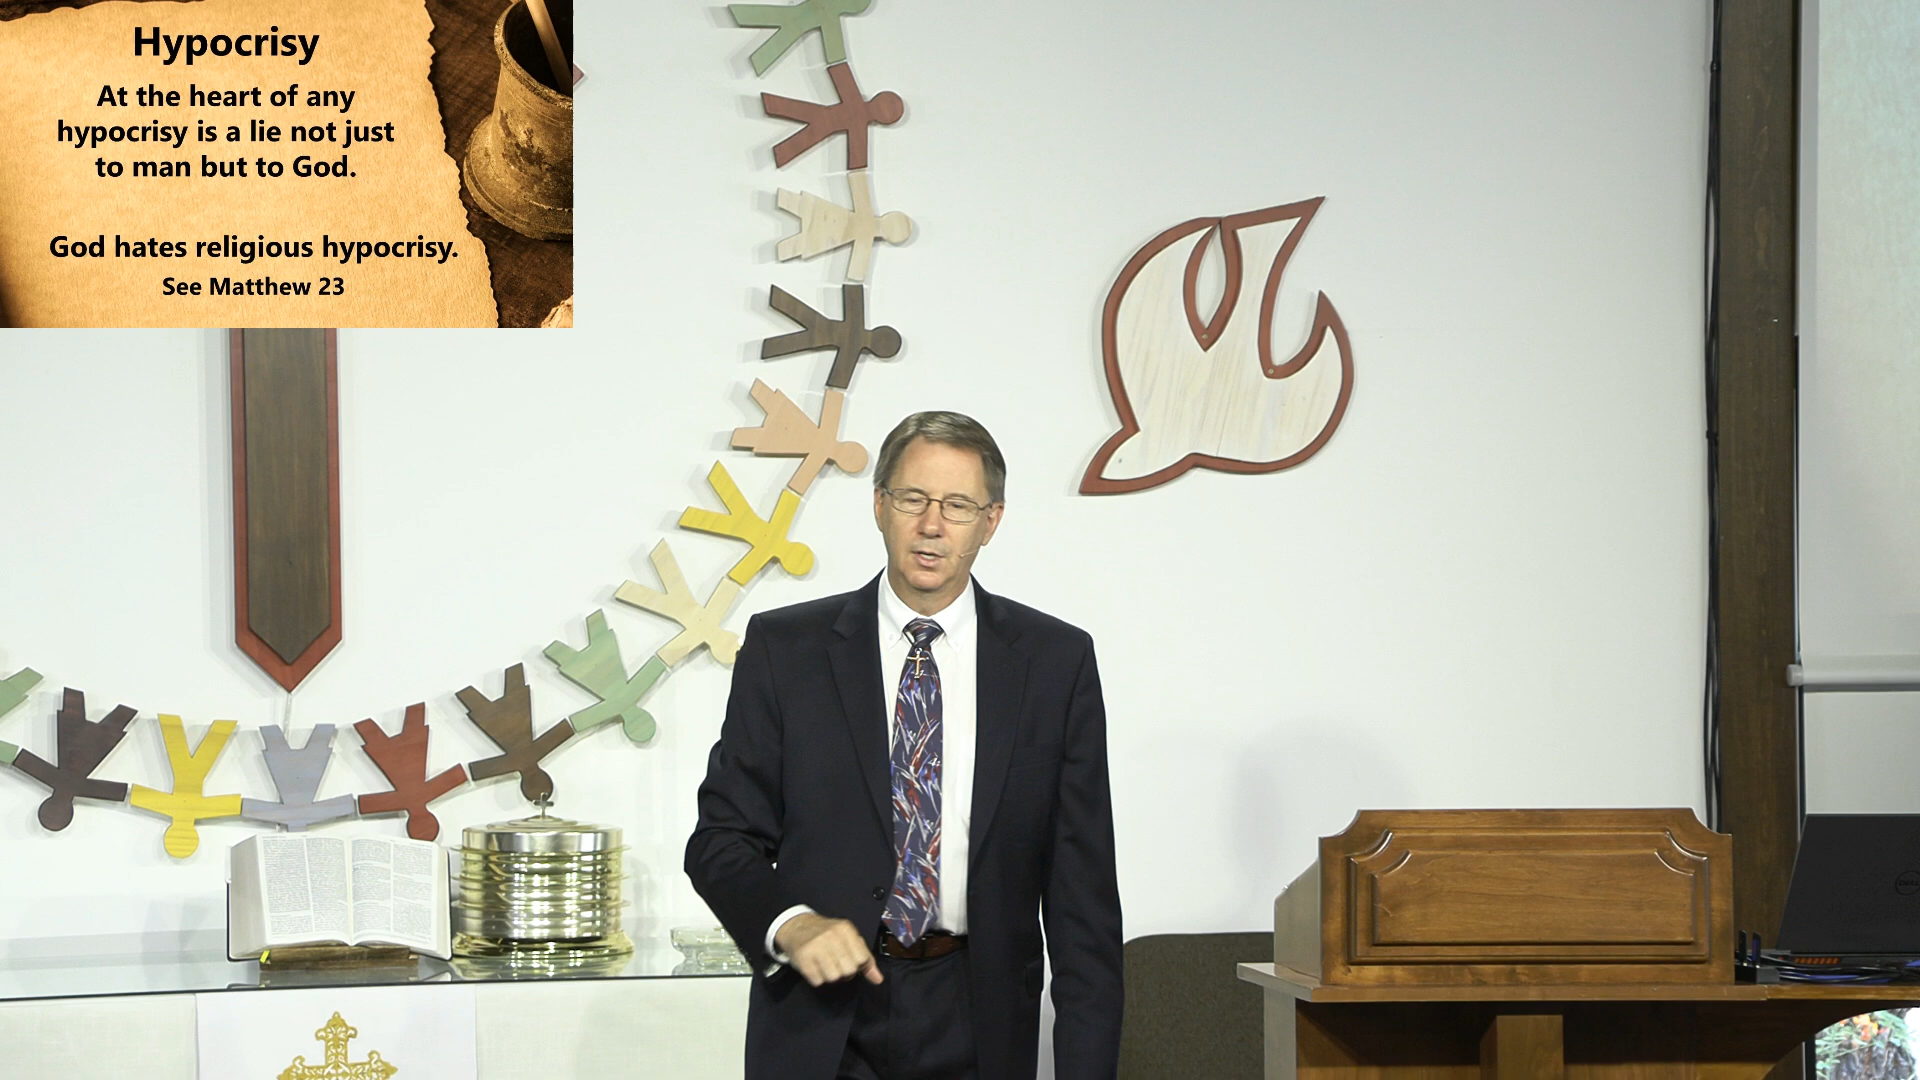 Hypocrisy
At the heart of any
hypocrisy is a lie not just
to man but to God.
God hates religious hypocrisy.
See Matthew 23